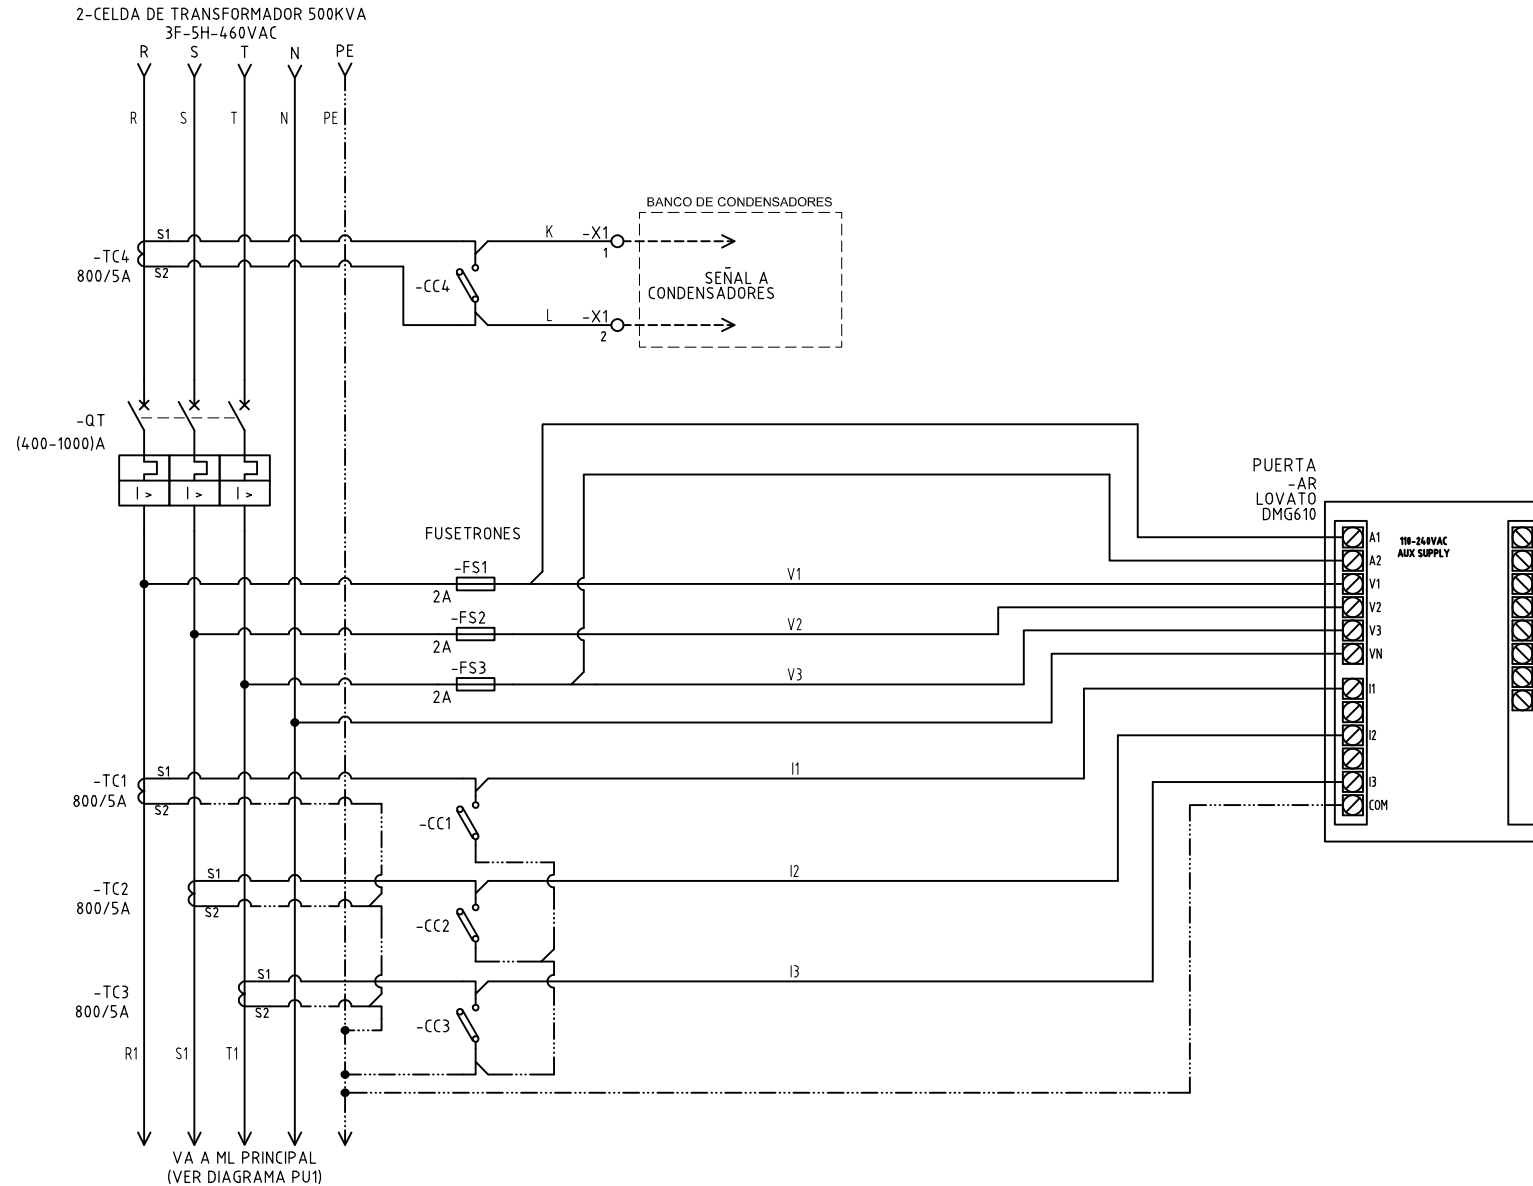 2-CELDA DE TRANSFORMADOR 500KVA
3F-5H-460VAC
R S T N PE
R S T N PE
BANCO DE CONDENSADORES
S1
K
-X1
1
-TC4
800/5A
S2
-CC4
SEÑAL A
CONDENSADORES
L
-X1
2
-QT
(400-1000)A
I > I > I >
PUERTA
-AR
LOVATO
DMG610
FUSETRONES
A1
110-240VAC
AUX SUPPLY
A2
-FS1
V1
V1
2A
V2
-FS2
V2
2A
V3
-FS3
V3
2A
VN
I1
I2
I3
COM
S1
I1
-TC1
800/5A
S2
-CC1
S1
I2
-TC2
800/5A
S2
-CC2
S1
I3
-TC3
800/5A
S2
-CC3
R1 S1 T1
VA A ML PRINCIPAL
(VER DIAGRAMA PU1)